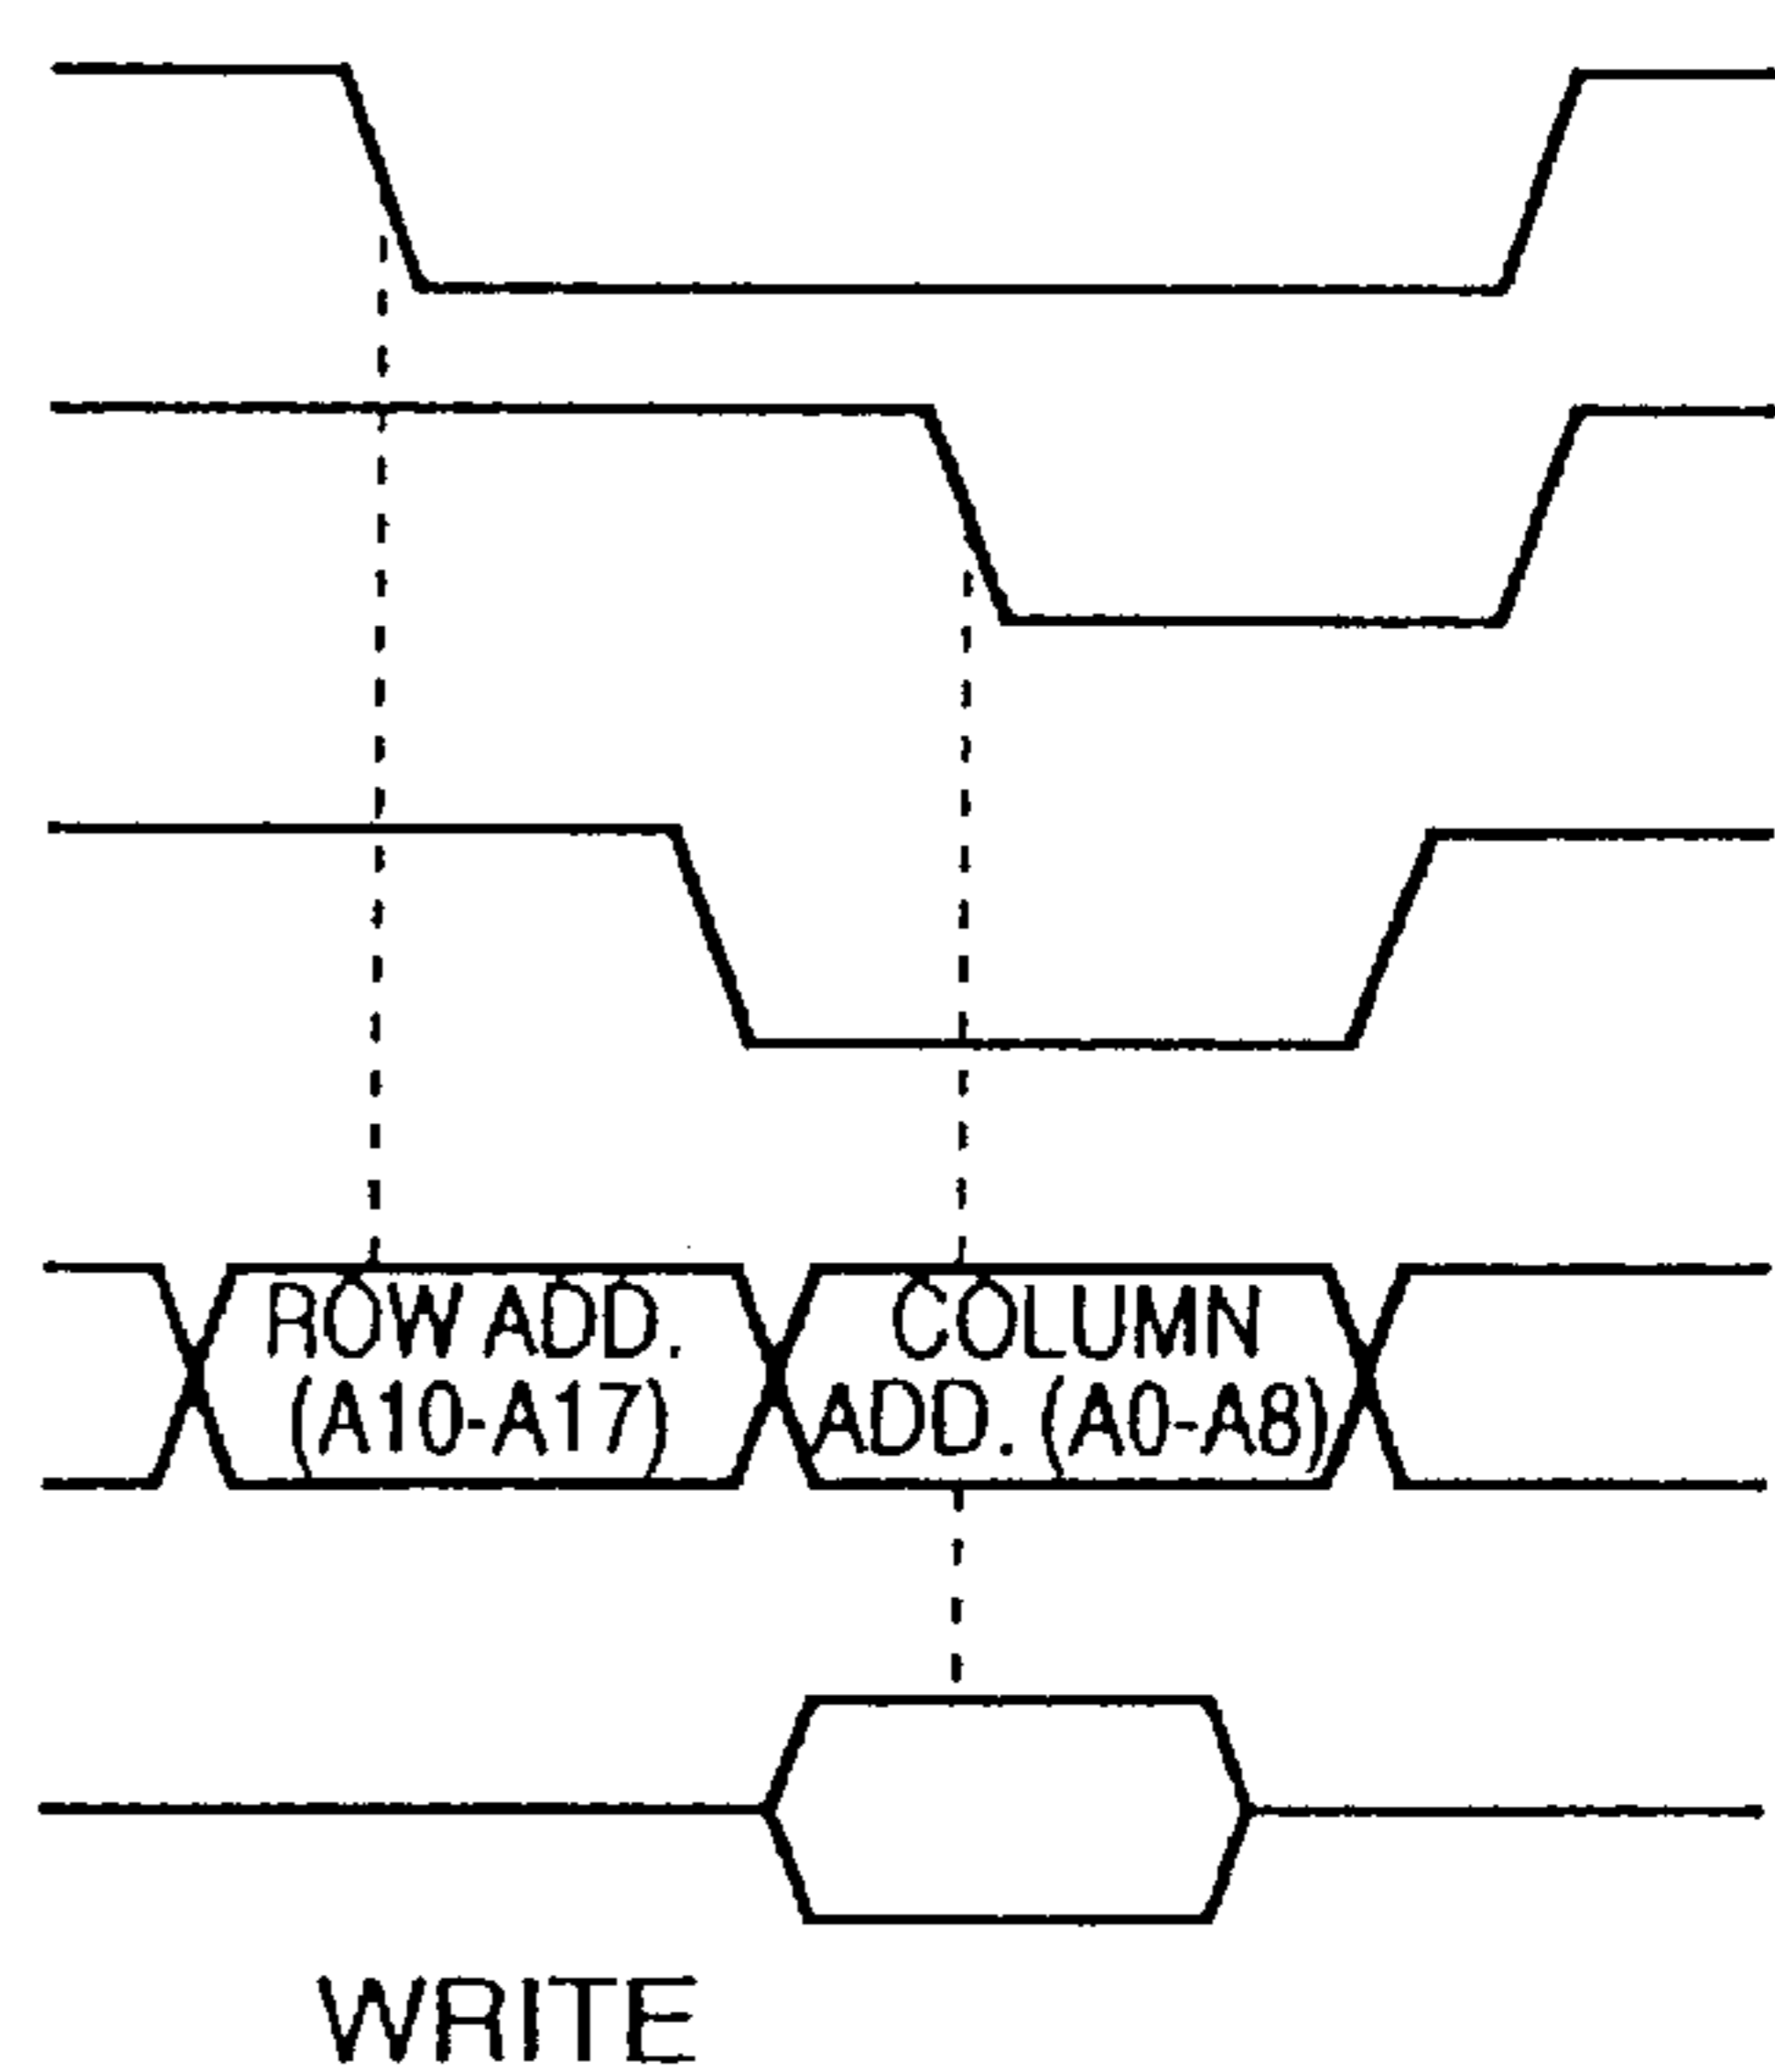 ROW ADD.
(A10-A17)
COLUMN
ADD. (A0-A8)
WRITE